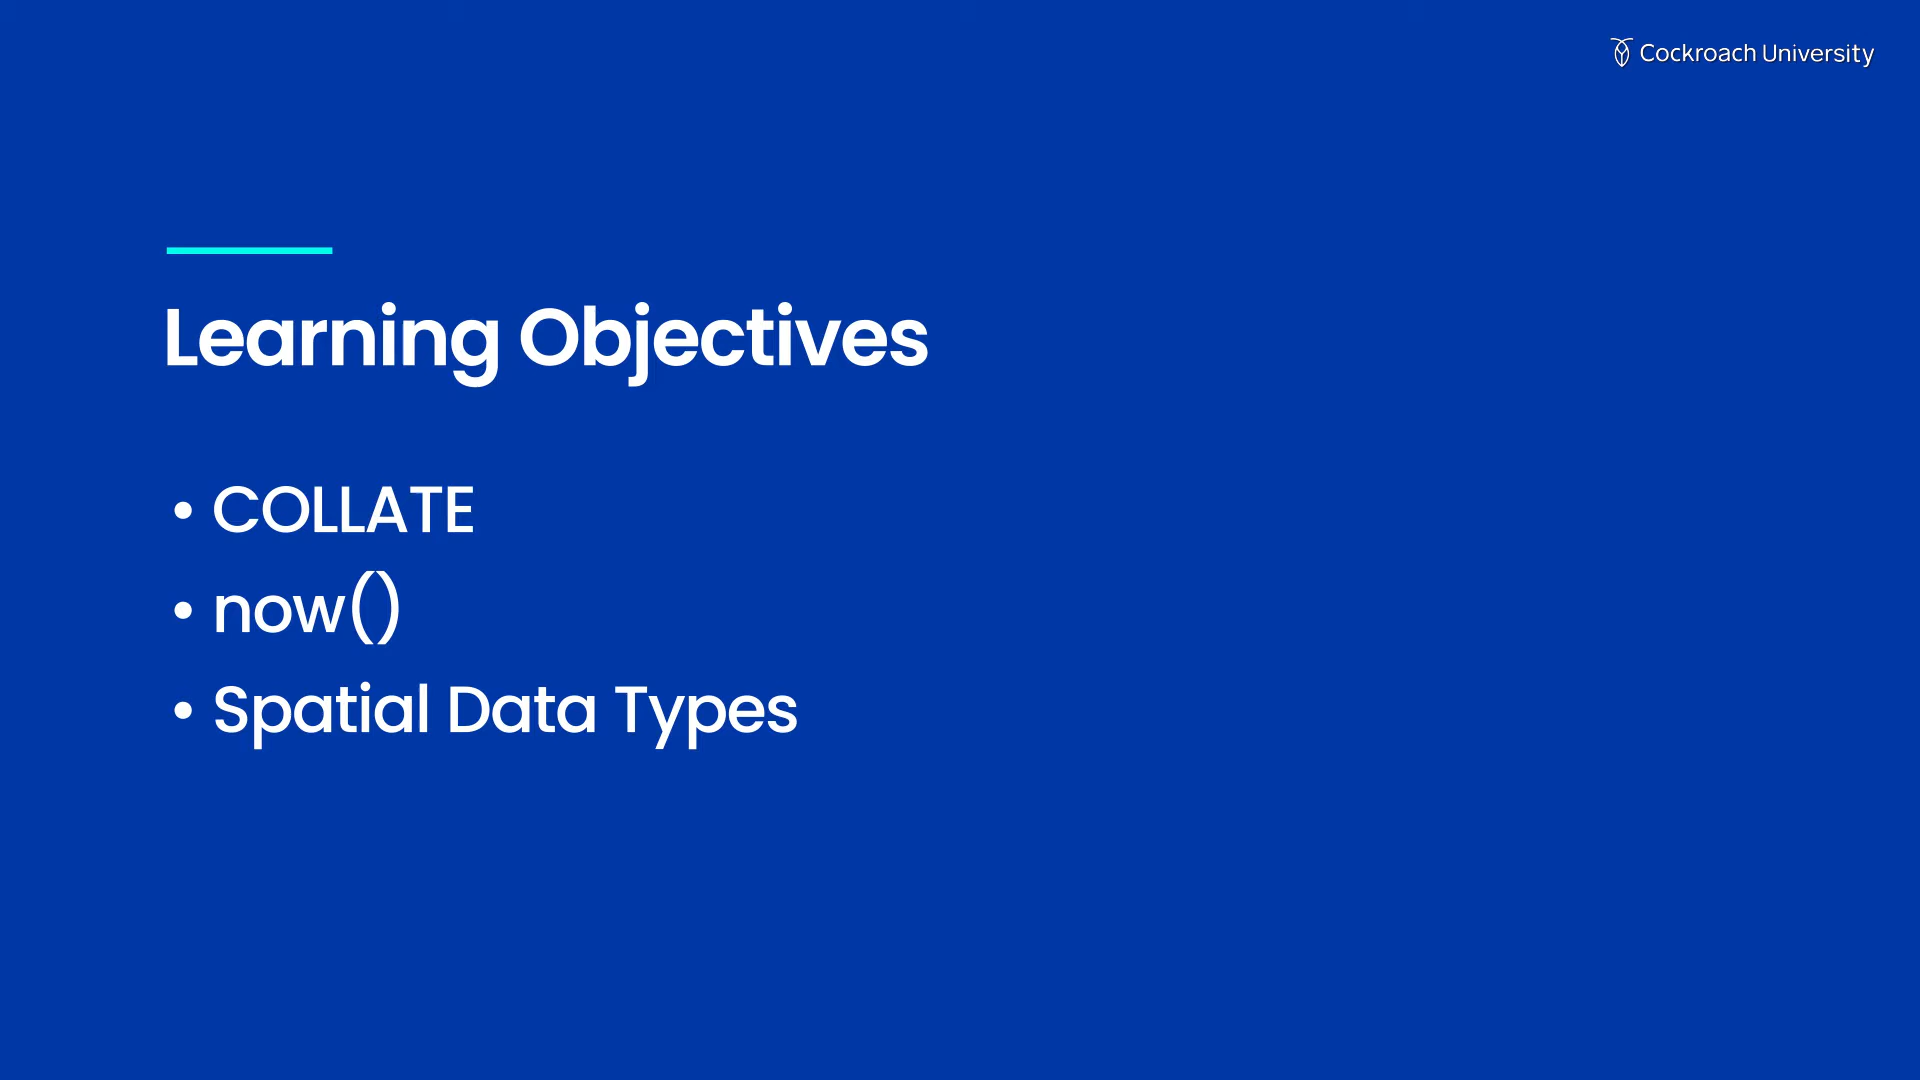 Cockroach University
Learning Objectives
• COLLATE
• now()
• Spatial Data Types